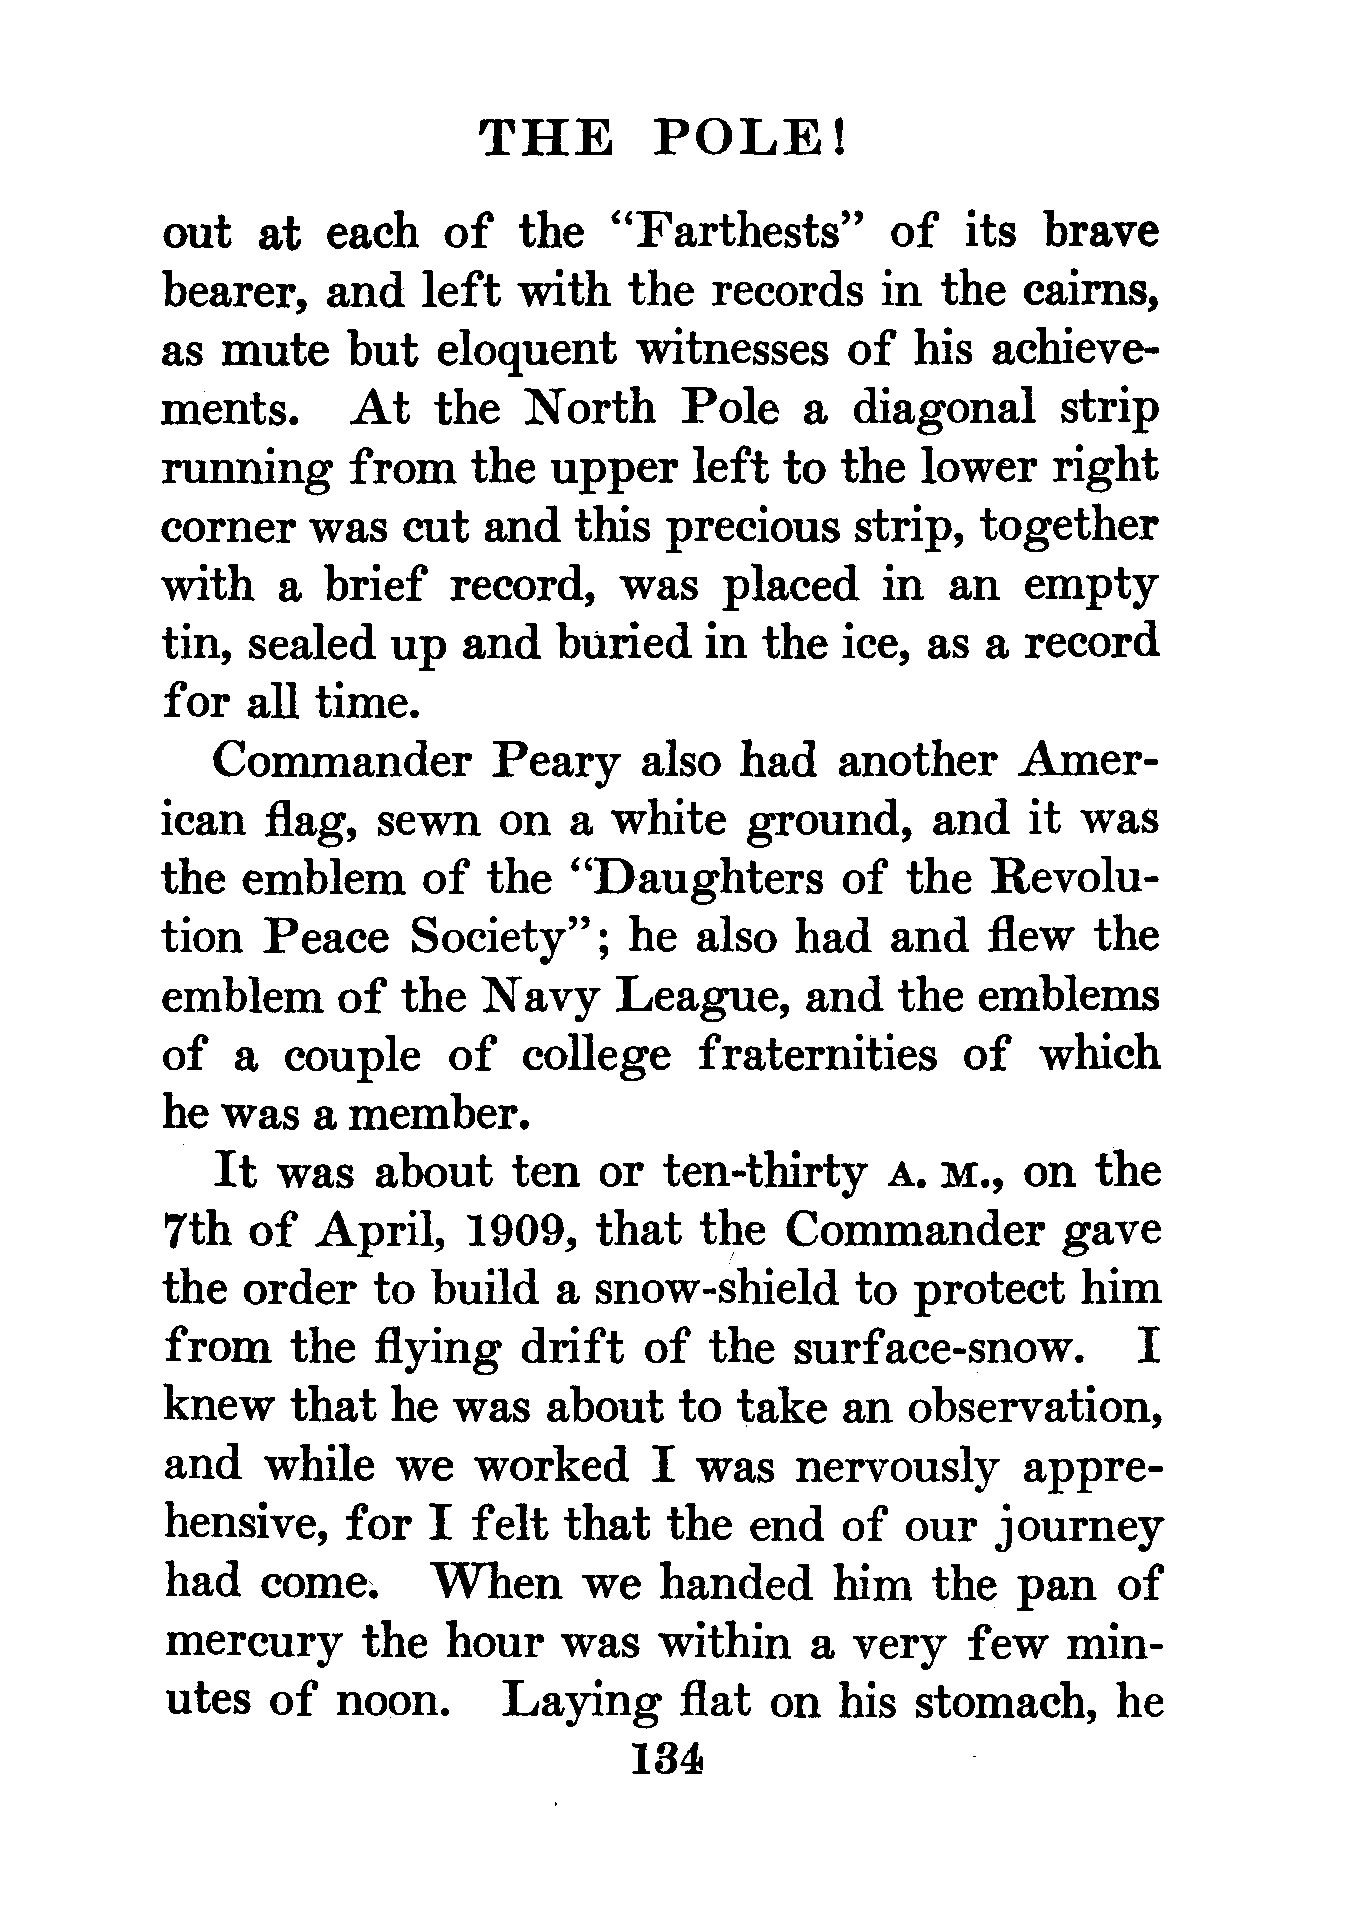 THE POLE!
out at each of the “Farthests” of its brave
bearer, and left with the records in the cairns,
as mute but eloquent witnesses of his achieve-
ments. At the North Pole a diagonal strip
running from the upper left to the lower right
corner was cut and this precious strip, together
with a brief record, was placed in an empty
tin, sealed up and buried in the ice, as a record
for all time.
Commander Peary also had another Amer-
ican flag, sewn on a white ground, and it was
the emblem of the “Daughters of the Revolu-
tion Peace Society”; he also had and flew the
emblem of the Navy League, and the emblems
of a couple of college fraternities of which
he was a member.
It was about ten or ten-thirty A. M., on the
7th of April, 1909, that the Commander gave
the order to build a snow-shield to protect him
from the flying drift of the surface-snow. I
knew that he was about to take an observation,
and while we worked I was nervously appre-
hensive, for I felt that the end of our journey
had come. When we handed him the pan of
mercury the hour was within a very few min-
utes of noon. Laying flat on his stomach, he
134